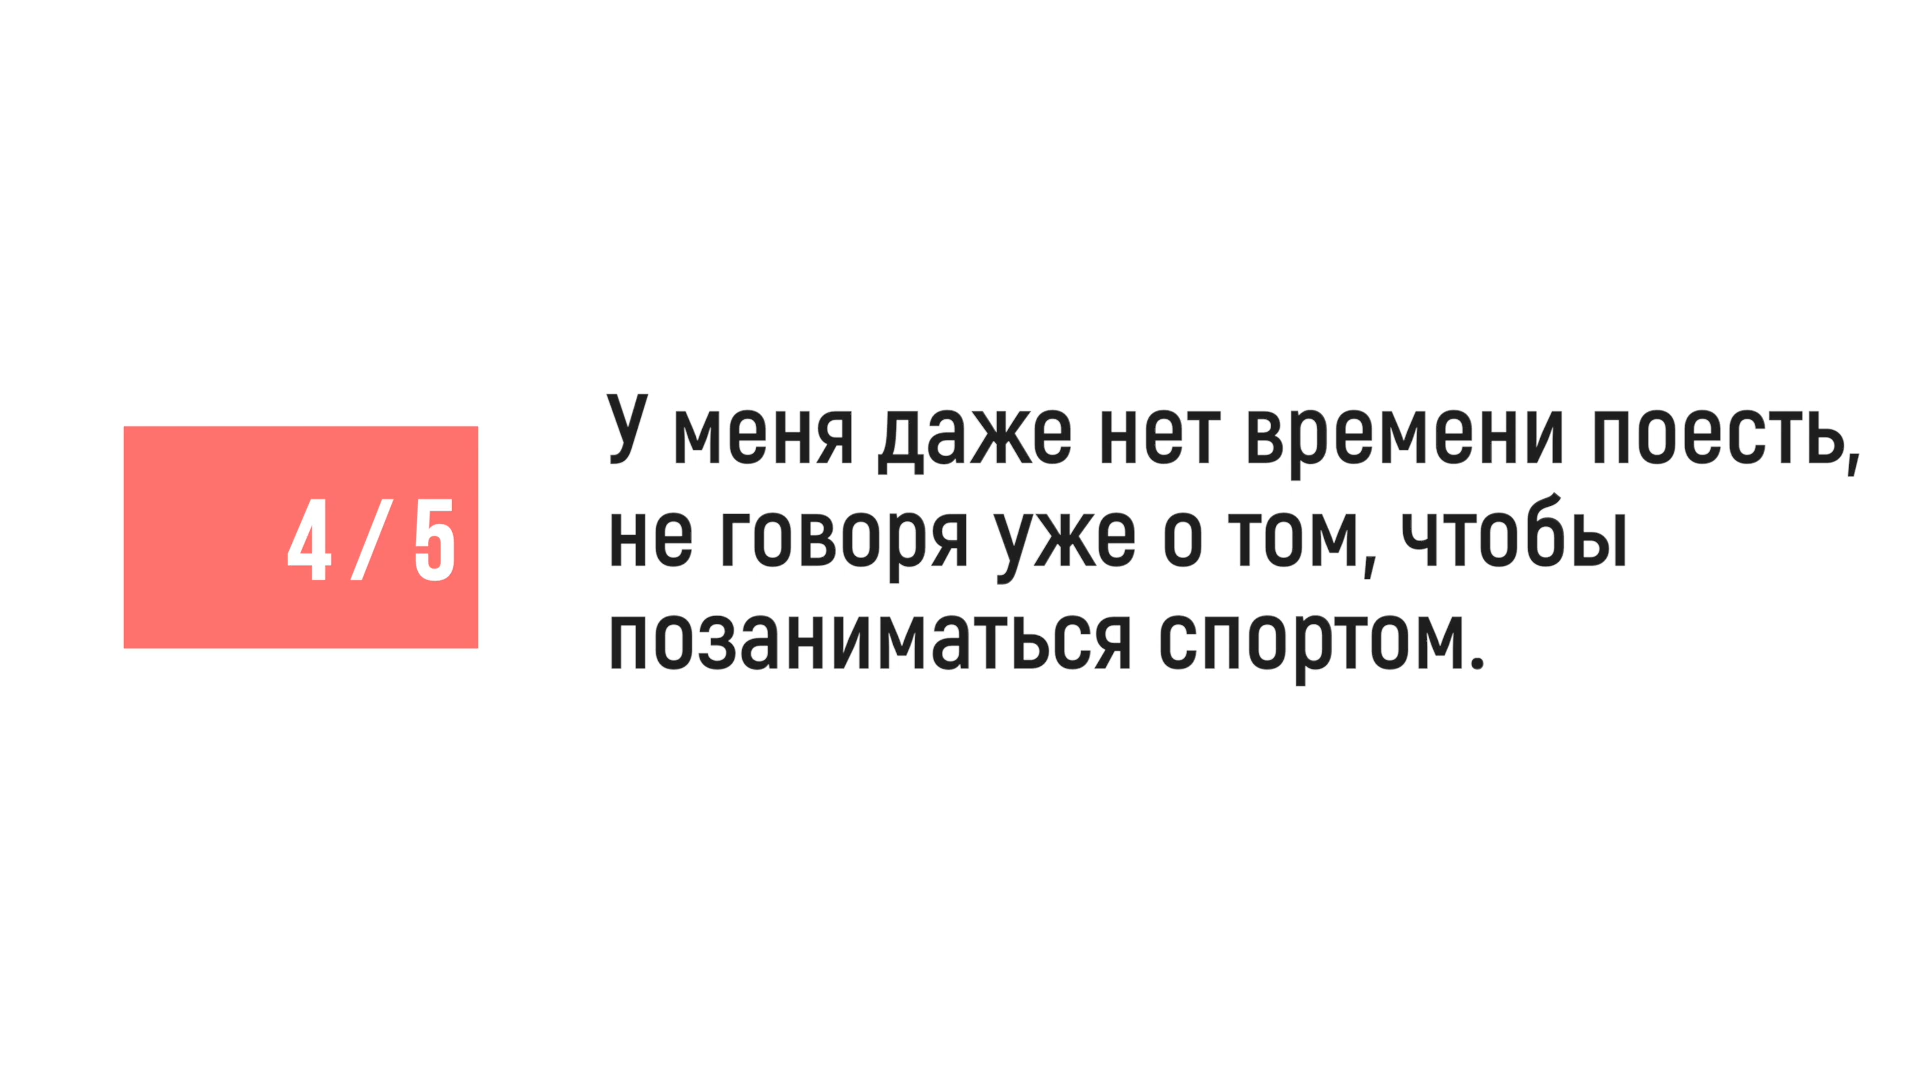 4 / 5
У меня даже нет времени поесть,
не говоря уже о том, чтобы
позаниматься спортом.